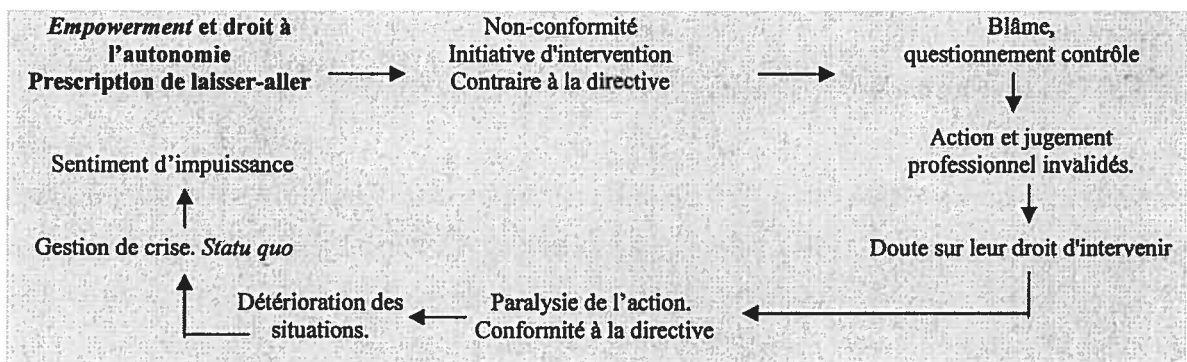 Empowerment et droit à
l'autonomie
Prescription de laisser-aller
Non-conformité
Initiative d'intervention
Contraire à la directive
Blâme,
questionnement contrôle
Action et jugement
professionnel invalidés.
Doute sur leur droit d'intervenir
Paralysie de l'action.
Conformité à la directive
Détérioration des
situations.
Gestion de crise. Statu quo
Sentiment d'impuissance